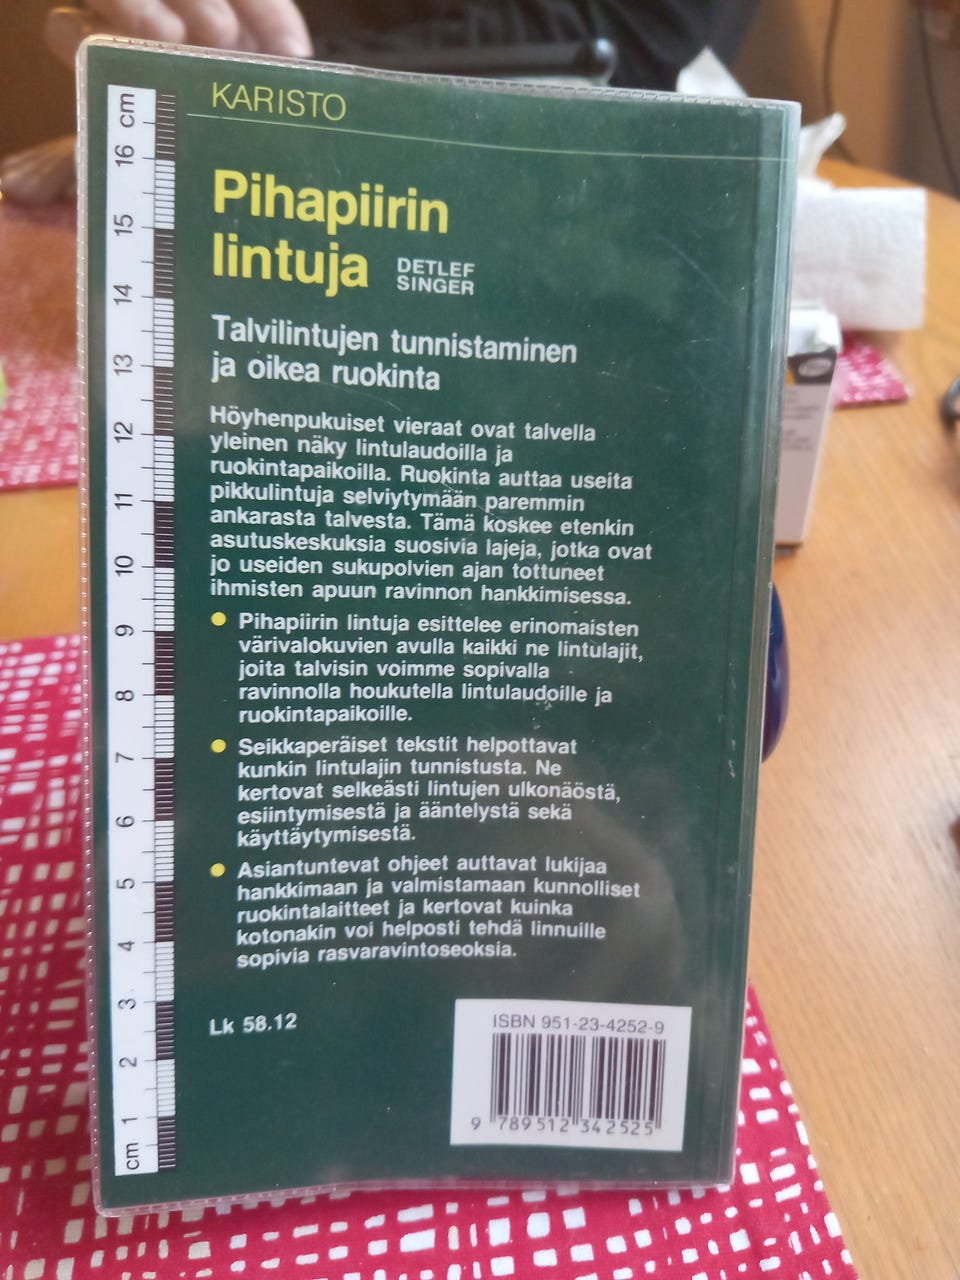 KARISTO
Pihapiirin
lintuja
DETLEF
SINGER
Talvilintujen tunnistaminen
ja oikea ruokinta
Höyhenpukuiset vieraat ovat talvella
yleinen näky lintulaudoilla ja
ruokintapaikoilla. Ruokinta auttaa useita
pikkulintuja selviytymään paremmin
ankarasta talvesta. Tämä koskee etenkin
asutuskeskuksia suosivia lajeja, jotka ovat
jo useiden sukupolvien ajan tottuneet
ihmisten apuun ravinnon hankkimisessa.
Pihapiirin lintuja esittelee erinomaisten
värivalokuvien avulla kaikki ne lintulajit,
joita talvisin voimme sopivalla
ravinnolla houkutella lintulaudoille ja
ruokintapaikoille.
Seikkaperäiset tekstit helpottavat
kunkin lintulajin tunnistusta. Ne
kertovat selkeästi lintujen ulkonäöstä,
esiintymisestä ja ääntelystä sekä
käyttäytymisestä.
Asiantuntevat ohjeet auttavat lukijaa
hankkimaan ja valmistamaan kunnolliset
ruokintalaitteet ja kertovat kuinka
kotonakin voi helposti tehdä linnuille
sopivia rasvaravintoseoksia.
Lk 58.12
ISBN 951-23-4252-9
9 789512 342525
cm 1 2 3 4 5 6 7 8 9 10 11 12 13 14 15 16 cm